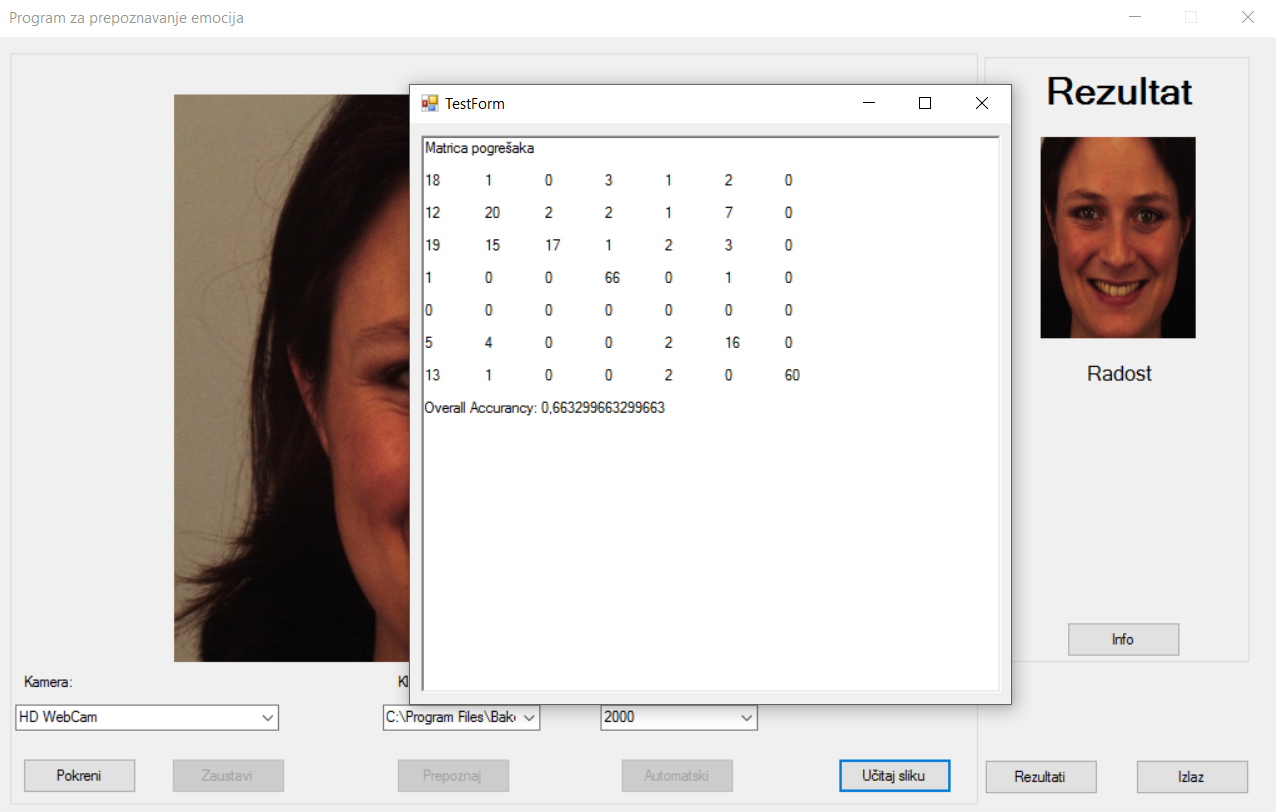 Program za prepoznavanje emocija
TestForm
Matrica pogrešaka
18 1 0 3 1 2 0
12 20 2 2 1 7 0
19 15 17 1 2 3 0
1 0 0 66 0 1 0
0 0 0 0 0 0 0
5 4 0 0 2 16 0
13 1 0 0 2 0 60
Overall Accurancy: 0,663299663299663
Rezultat
Radost
Info
Kamera:
HD WebCam
C:\Program Files\Bak
2000
Pokreni
Zaustavi
Prepoznaj
Automatski
Učitaj sliku
Rezultati
Izlaz